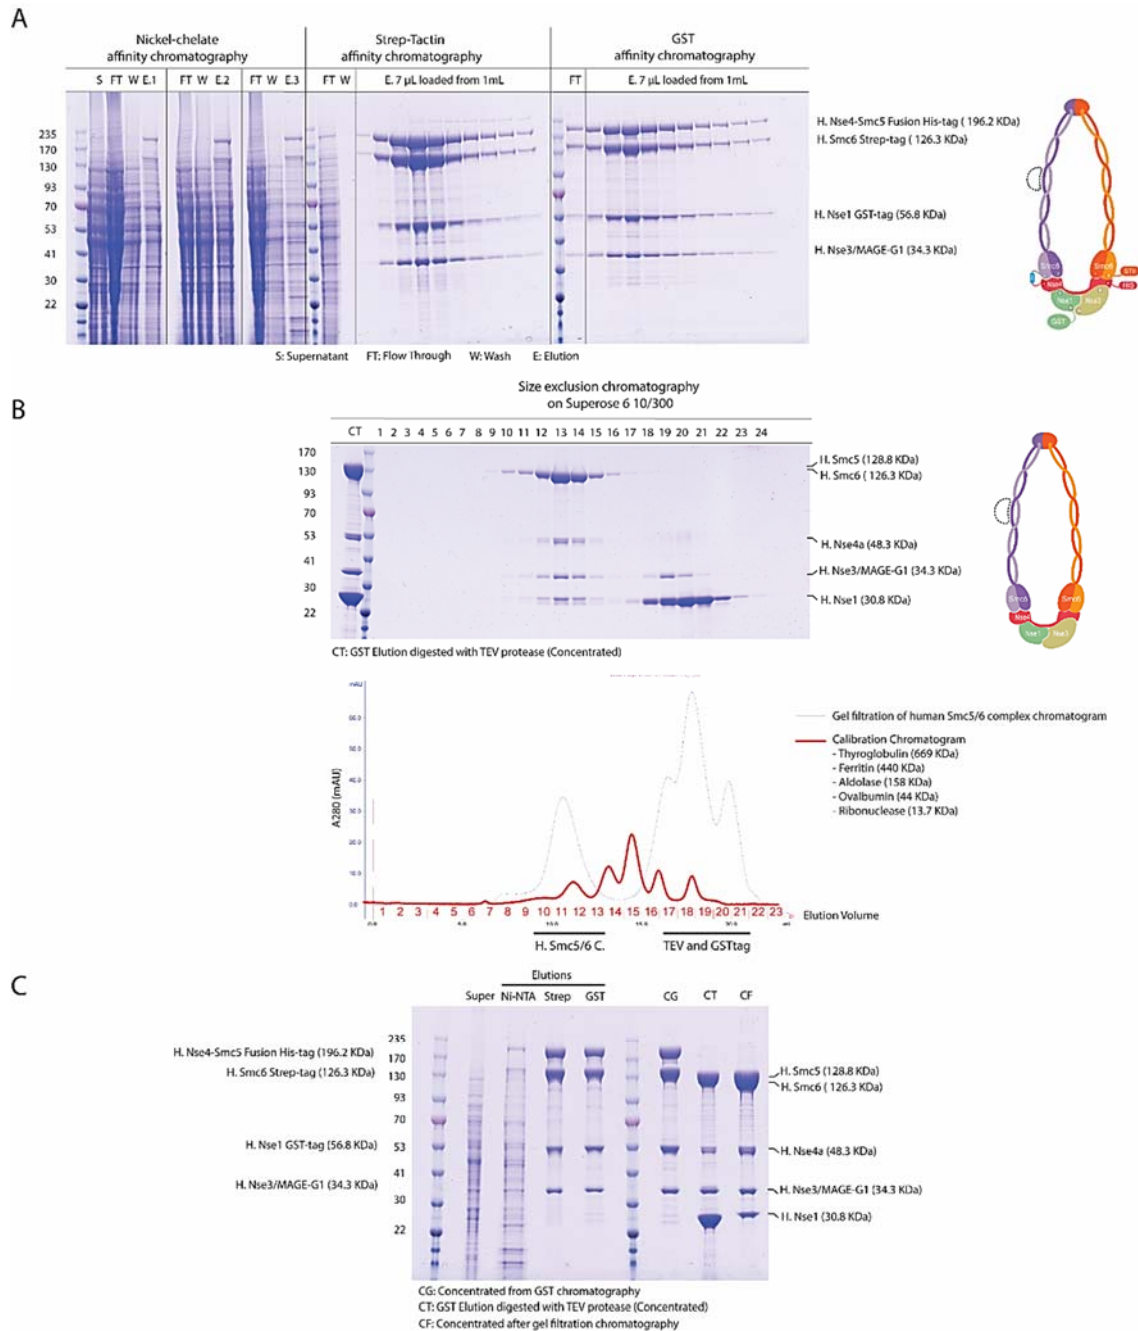 A
Nickel-chelate
affinity chromatography
Strep-Tactin
affinity chromatography
GST
affinity chromatography
S FT W E.1 FT W E.2 FT W E.3 FT W E. 7 µL loaded from 1mL FT E. 7 µL loaded from 1mL
235
170
130
93
70
53
41
30
22
H. Nse4-Smc5 Fusion His-tag ( 196.2 KDa)
H. Smc6 Strep-tag ( 126.3 KDa)
H. Nse1 GST-tag (56.8 KDa)
H. Nse3/MAGE-G1 (34.3 KDa)
Smc5
Smc6
STR
Nse4
HIS
Nse1
Nse3
GST
S: Supernatant FT: Flow Through W: Wash E: Elution
B
Size exclusion chromatography
on Superose 6 10/300
CT 1 2 3 4 5 6 7 8 9 10 11 12 13 14 15 16 17 18 19 20 21 22 23 24
170
130
93
70
53
41
30
22
H. Smc5 (128.8 KDa)
H. Smc6 ( 126.3 KDa)
H. Nse4a (48.3 KDa)
H. Nse3/MAGE-G1 (34.3 KDa)
H. Nse1 (30.8 KDa)
Smc5
Smc6
Nse4
Nse1
Nse3
CT: GST Elution digested with TEV protease (Concentrated)
mAU
A280 (mAU)
Gel filtration of human Smc5/6 complex chromatogram
Calibration Chromatogram
- Thyroglobulin (669 KDa)
- Ferritin (440 KDa)
- Aldolase (158 KDa)
- Ovalbumin (44 KDa)
- Ribonuclease (13.7 KDa)
1 2 3 4 5 6 7 8 9 10 11 12 13 14 15 16 17 18 19 20 21 22 23
Elution Volume
H. Smc5/6 C.
TEV and GSTtag
C
Elutions
Super Ni-NTA Strep GST CG CT CF
H. Nse4-Smc5 Fusion His-tag (196.2 KDa)
H. Smc6 Strep-tag (126.3 KDa)
H. Nse1 GST-tag (56.8 KDa)
H. Nse3/MAGE-G1 (34.3 KDa)
235
170
130
93
70
53
41
30
22
H. Smc5 (128.8 KDa)
H. Smc6 ( 126.3 KDa)
H. Nse4a (48.3 KDa)
H. Nse3/MAGE-G1 (34.3 KDa)
H. Nse1 (30.8 KDa)
CG: Concentrated from GST chromatography
CT: GST Elution digested with TEV protease (Concentrated)
CF: Concentrated after gel filtration chromatography